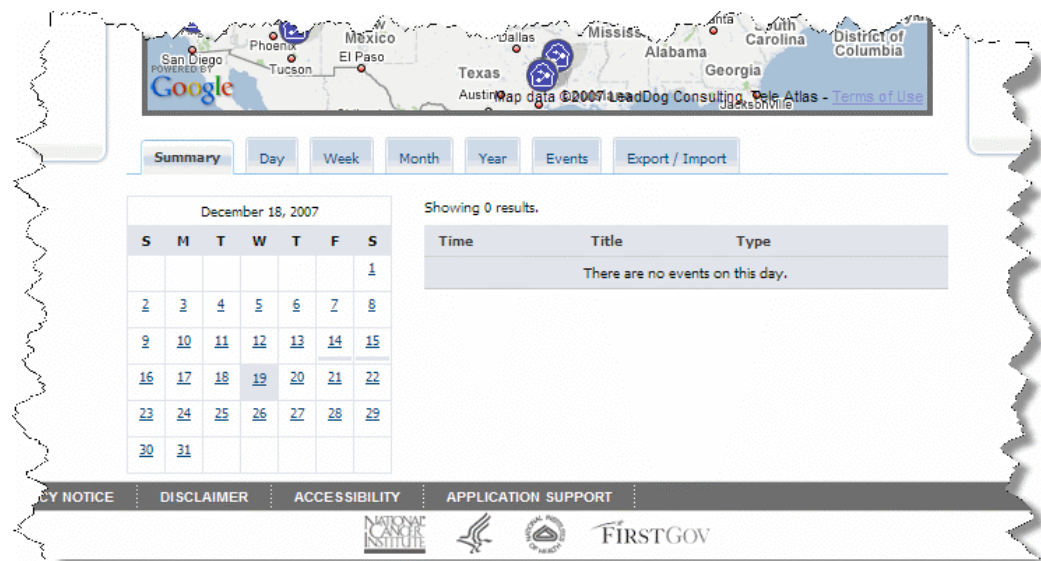 anta
South
Carolina
District of
Columbia
Phoenix
Mexico
Dallas
Mississ
Alabama
San Diego
El Paso
POWERED BY
Tucson
Texas
Georgia
Google
Austin
Map data ©2007 LeadDog Consulting, Tele Atlas - Terms of Use
Jacksonville
Summary Day Week Month Year Events Export / Import
December 18, 2007
Showing 0 results.
S M T W T F S
Time Title Type
1
There are no events on this day.
2 3 4 5 6 7 8
9 10 11 12 13 14 15
16 17 18 19 20 21 22
23 24 25 26 27 28 29
30 31
CY NOTICE DISCLAIMER ACCESSIBILITY APPLICATION SUPPORT
NATIONAL
CANCER
INSTITUTE
FIRSTGOV